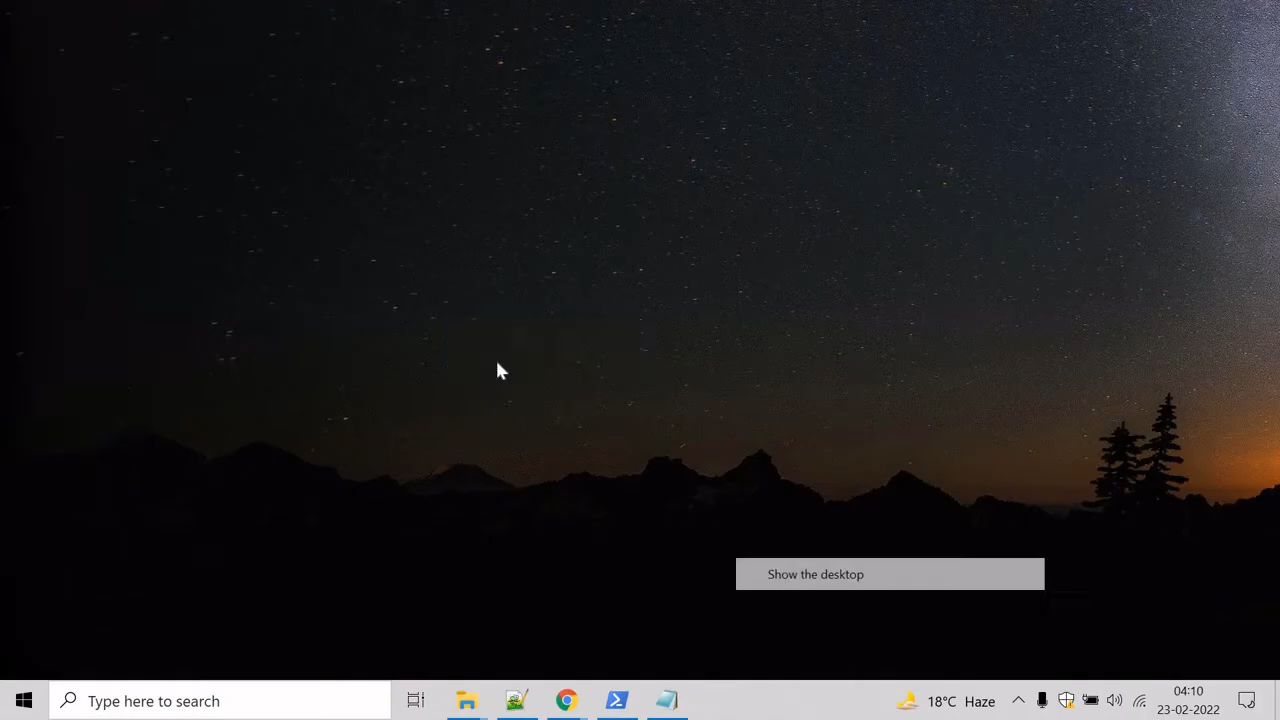 Show the desktop
Type here to search
18°C Haze
04:10
23-02-2022